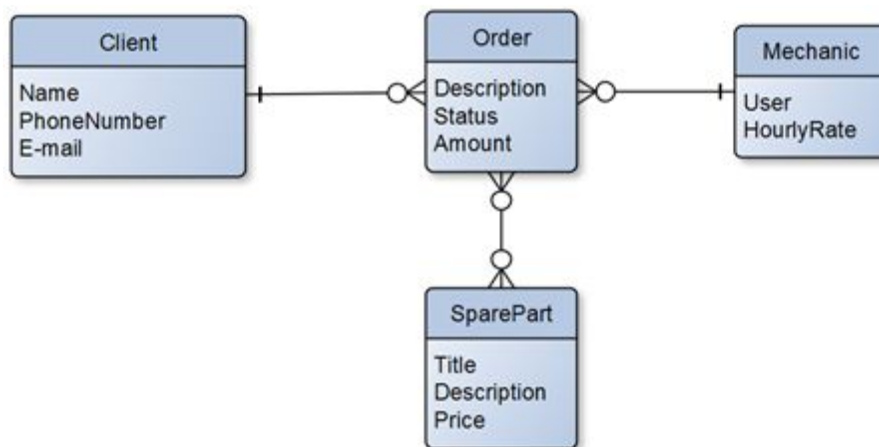 Client
Name
PhoneNumber
E-mail
Order
Description
Status
Amount
Mechanic
User
HourlyRate
SparePart
Title
Description
Price